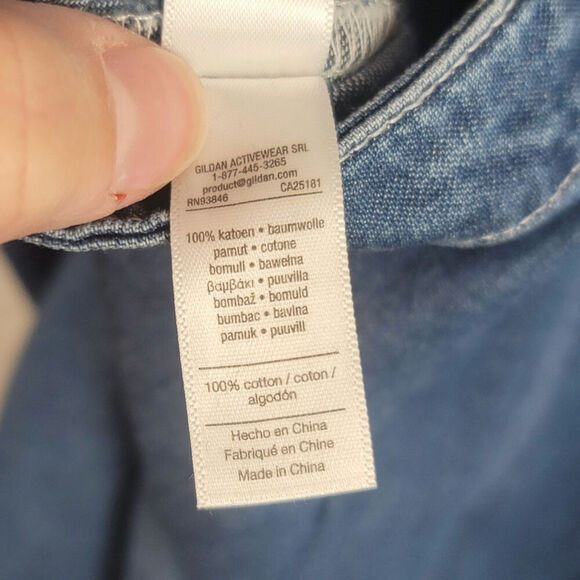 GILDAN ACTIVEWEAR SRL
1-877-445-3265
product@gildan.com
RN93846 CA25181
100% katoen • baumwolle
pamut • cotone
bomull • bawełna
βαμβάκι • puuvilla
bombaž • bomuld
bumbac • bavlna
pamuk • puuvill
100% cotton / coton /
algodón
Hecho en China
Fabriqué en Chine
Made in China